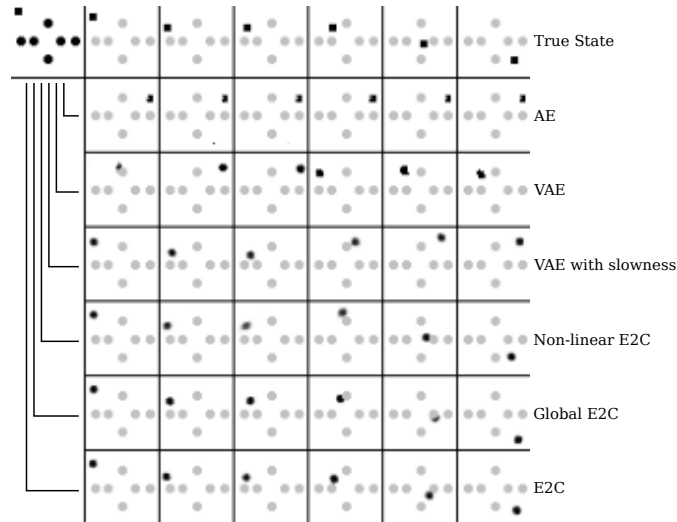 True State
AE
VAE
VAE with slowness
Non-linear E2C
Global E2C
E2C